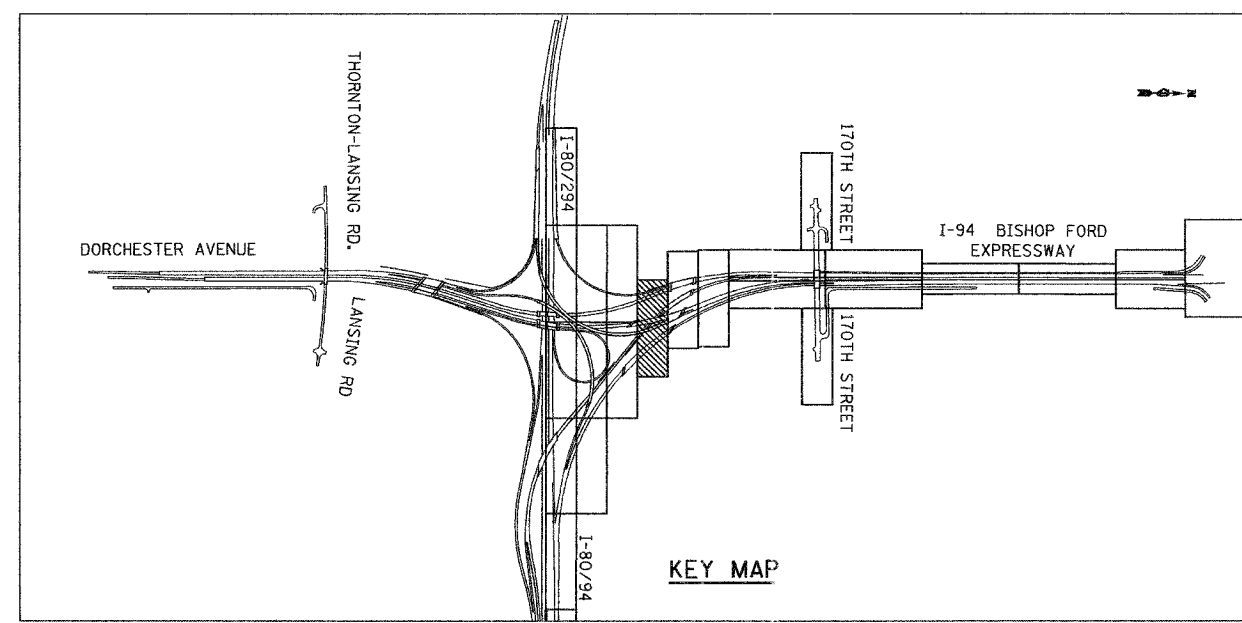 THORNTON-LANSING RD.
DORCHESTER AVENUE
LANSING RD
I-80/294
I-80/94
170TH STREET
170TH STREET
I-94 BISHOP FORD
EXPRESSWAY
N
KEY MAP